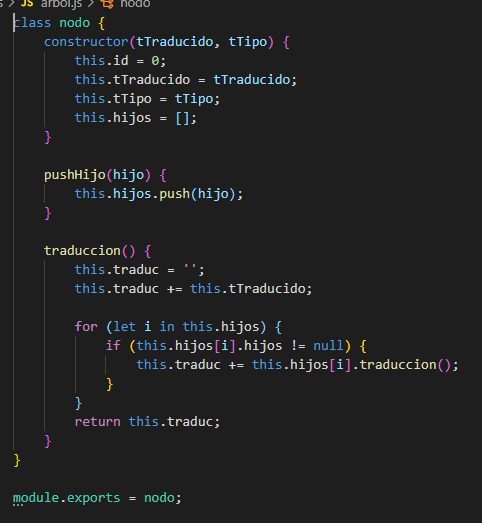 s > JS arbol.js > nodo
class nodo {
    constructor(tTraducido, tTipo) {
        this.id = 0;
        this.tTraducido = tTraducido;
        this.tTipo = tTipo;
        this.hijos = [];
    }

    pushHijo(hijo) {
        this.hijos.push(hijo);
    }

    traduccion() {
        this.traduc = '';
        this.traduc += this.tTraducido;

        for (let i in this.hijos) {
            if (this.hijos[i].hijos != null) {
                this.traduc += this.hijos[i].traduccion();
            }
        }
        return this.traduc;
    }
}

module.exports = nodo;